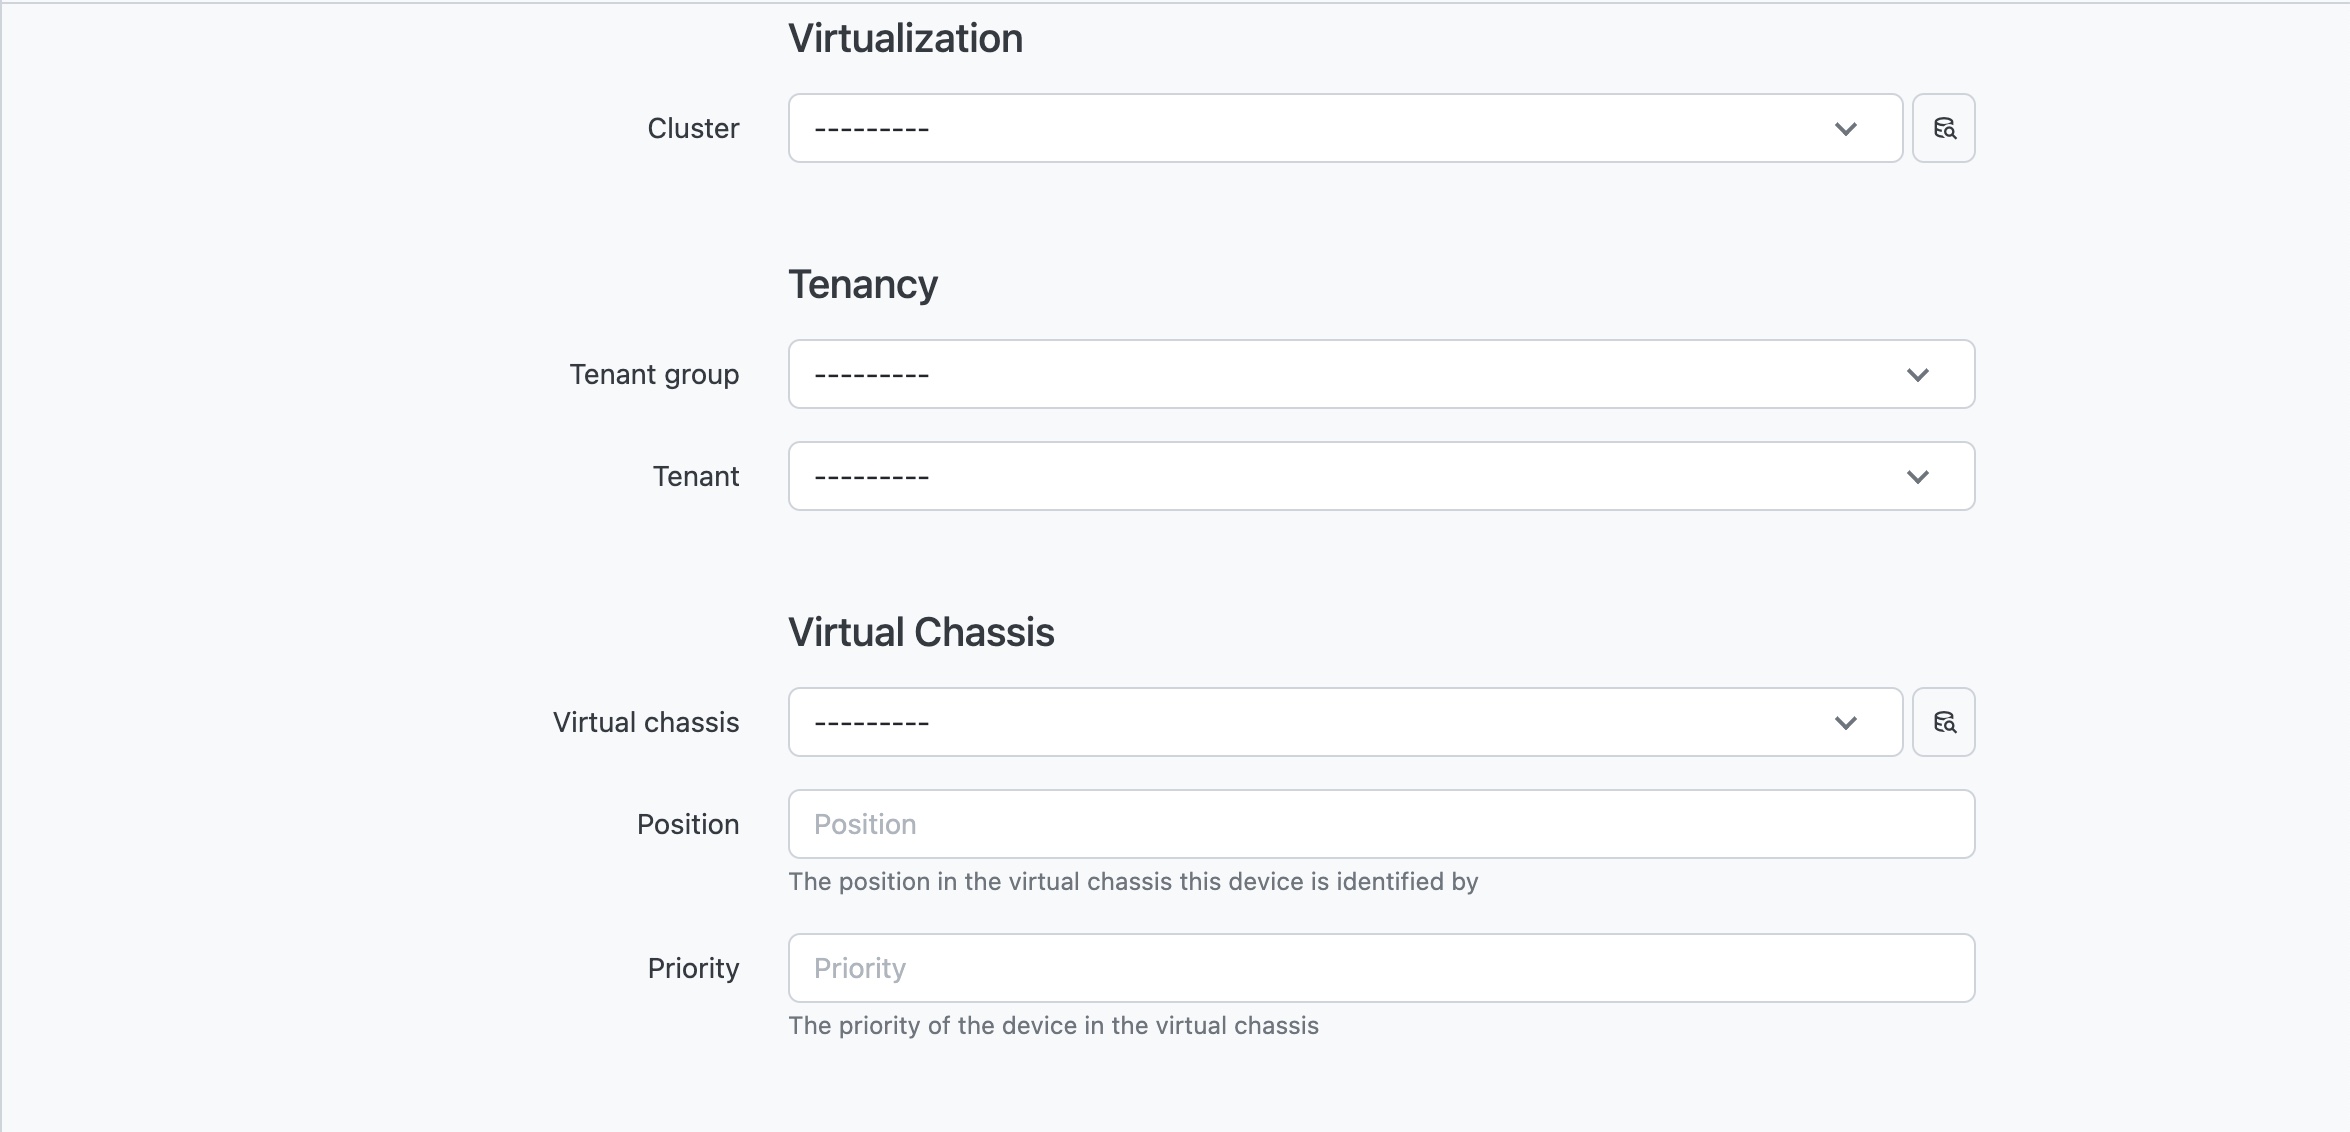 Virtualization
Cluster ---------
Tenancy
Tenant group ---------
Tenant ---------
Virtual Chassis
Virtual chassis ---------
Position Position
The position in the virtual chassis this device is identified by
Priority Priority
The priority of the device in the virtual chassis